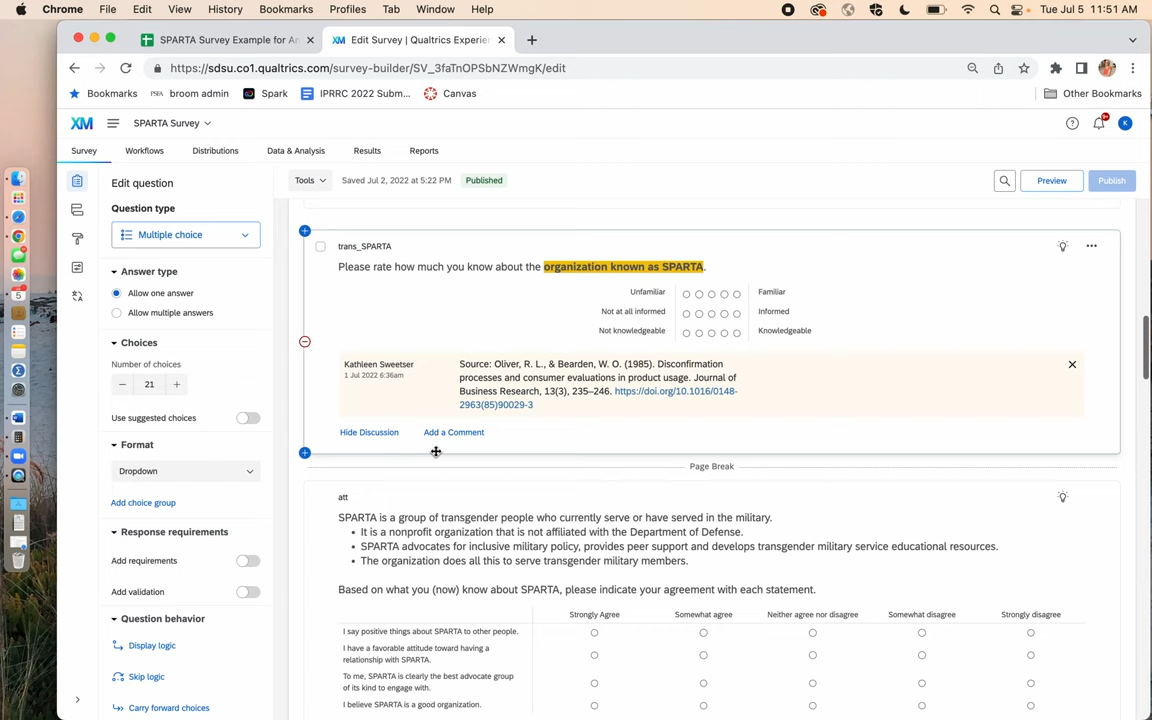 Chrome File Edit View History Bookmarks Profiles Tab Window Help Tue Jul 5 11:51 AM
SPARTA Survey Example for An Edit Survey | Qualtrics Experie
https://sdsu.co1.qualtrics.com/survey-builder/SV_3faTnOPSbNZWmgK/edit
Bookmarks broom admin Spark IPRRC 2022 Subm... Canvas Other Bookmarks
XM SPARTA Survey K
Survey Workflows Distributions Data & Analysis Results Reports
Edit question
Tools Saved Jul 2, 2022 at 5:22 PM Published Preview Publish
Question type
Multiple choice
Answer type
Allow one answer
Allow multiple answers
Choices
Number of choices
21
Use suggested choices
Format
Dropdown
Add choice group
Response requirements
Add requirements
Add validation
Question behavior
Display logic
Skip logic
Carry forward choices
trans_SPARTA
Please rate how much you know about the organization known as SPARTA.
Unfamiliar Familiar
Not at all informed Informed
Not knowledgeable Knowledgeable
Kathleen Sweetser
1 Jul 2022 6:36am
Source: Oliver, R. L., & Bearden, W. O. (1985). Disconfirmation
processes and consumer evaluations in product usage. Journal of
Business Research, 13(3), 235–246. https://doi.org/10.1016/0148-
2963(85)90029-3
Hide Discussion Add a Comment
Page Break
att
SPARTA is a group of transgender people who currently serve or have served in the military.
• It is a nonprofit organization that is not affiliated with the Department of Defense.
• SPARTA advocates for inclusive military policy, provides peer support and develops transgender military service educational resources.
• The organization does all this to serve transgender military members.
Based on what you (now) know about SPARTA, please indicate your agreement with each statement.
Strongly Agree Somewhat agree Neither agree nor disagree Somewhat disagree Strongly disagree
I say positive things about SPARTA to other people.
I have a favorable attitude toward having a
relationship with SPARTA.
To me, SPARTA is clearly the best advocate group
of its kind to engage with.
I believe SPARTA is a good organization.